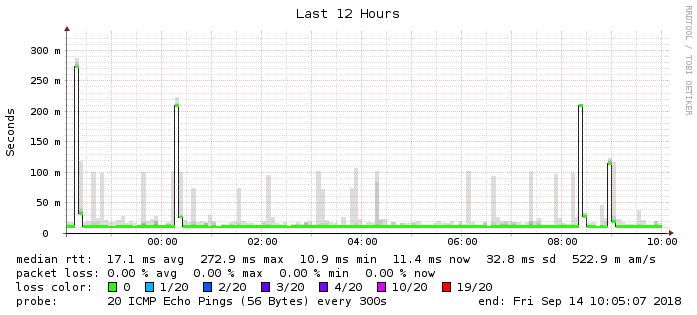 Last 12 Hours
RRDTOOL / TOBI OETIKER
Seconds
300 m
250 m
200 m
150 m
100 m
50 m
0
00:00 02:00 04:00 06:00 08:00 10:00
median rtt: 17.1 ms avg 272.9 ms max 10.9 ms min 11.4 ms now 32.8 ms sd 522.9 m am/s
packet loss: 0.00 % avg 0.00 % max 0.00 % min 0.00 % now
loss color: 0 1/20 2/20 3/20 4/20 10/20 19/20
probe: 20 ICMP Echo Pings (56 Bytes) every 300s end: Fri Sep 14 10:05:07 2018